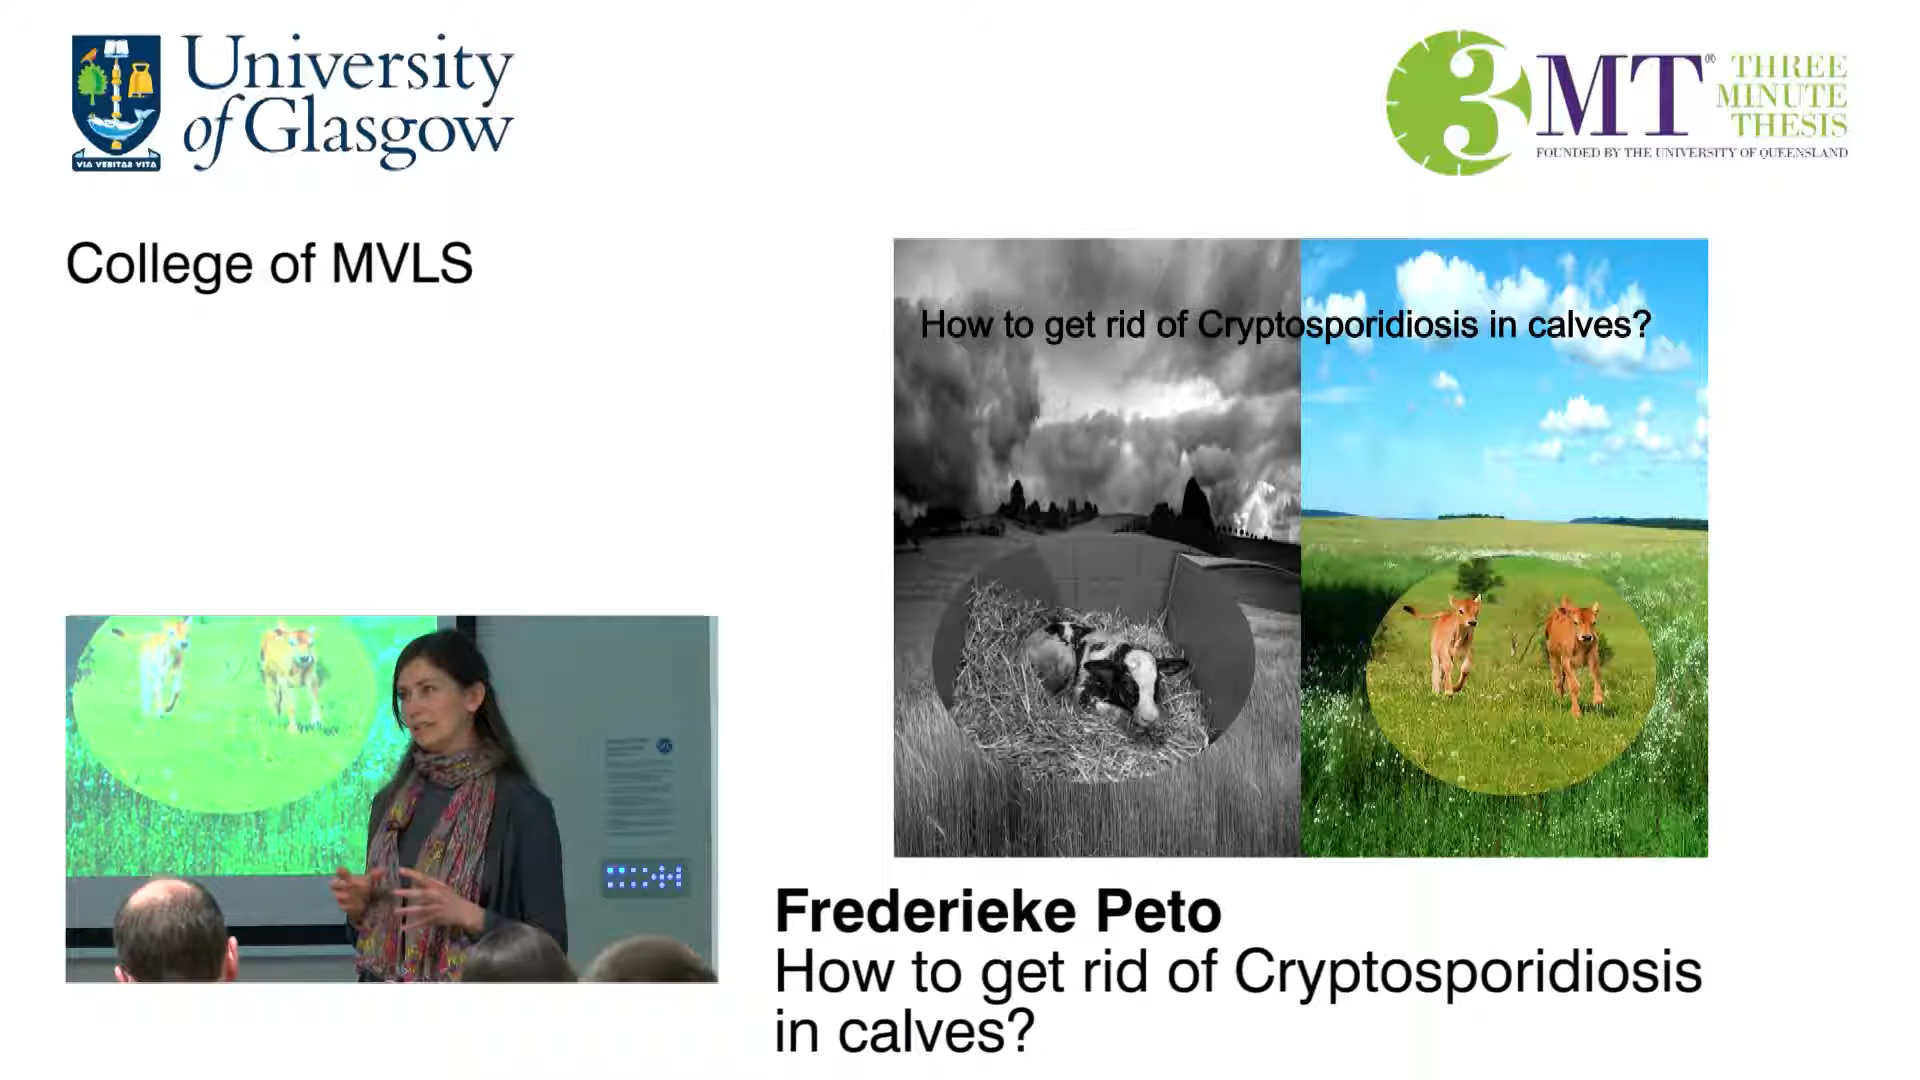 University
of Glasgow
VIA VERITAS VITA
3MT® THREE
MINUTE
THESIS
FOUNDED BY THE UNIVERSITY OF QUEENSLAND
College of MVLS
How to get rid of Cryptosporidiosis in calves?
Frederieke Peto
How to get rid of Cryptosporidiosis
in calves?